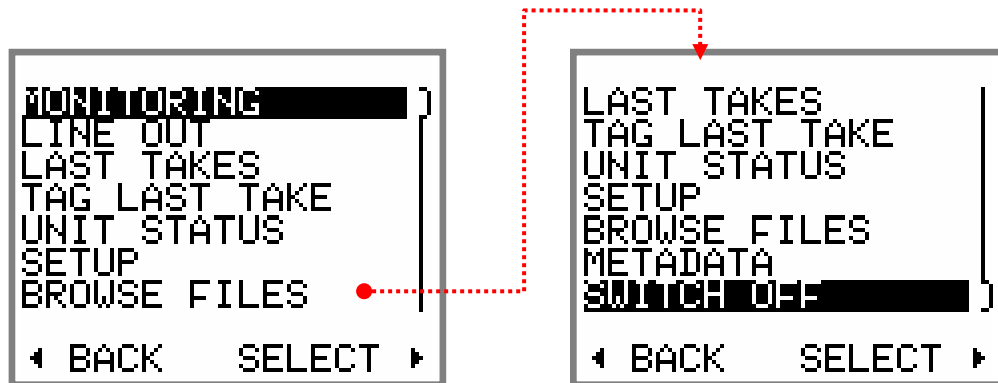 MONITORING
LINE OUT
LAST TAKES
TAG LAST TAKE
UNIT STATUS
SETUP
BROWSE FILES
BACK SELECT
LAST TAKES
TAG LAST TAKE
UNIT STATUS
SETUP
BROWSE FILES
METADATA
SWITCH OFF
BACK SELECT